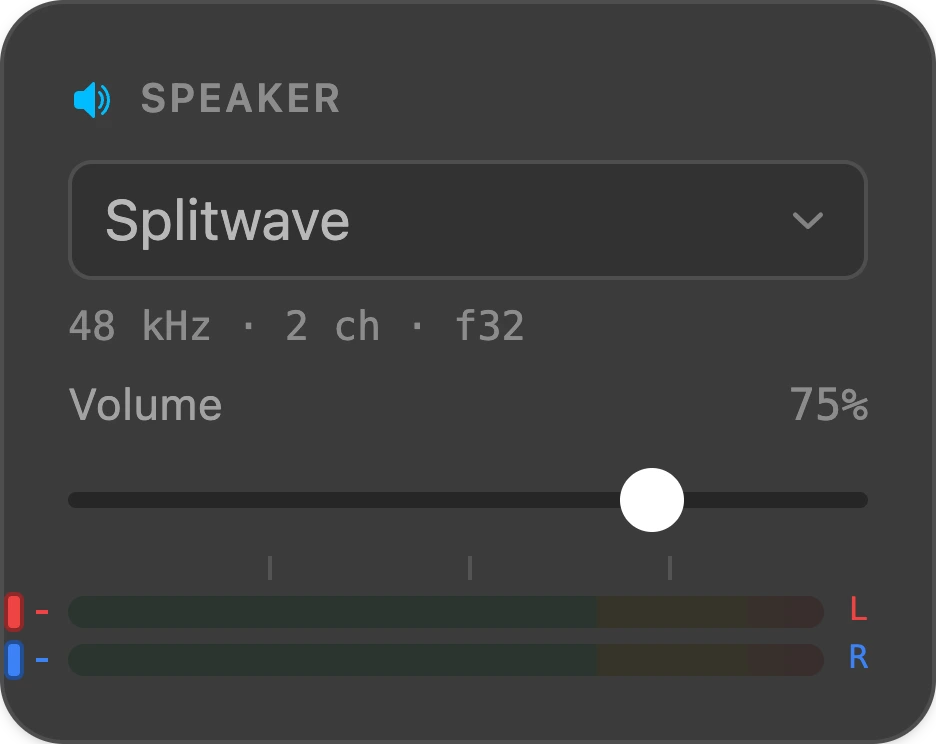 SPEAKER
Splitwave
48 kHz · 2 ch · f32
Volume 75%
- L
- R